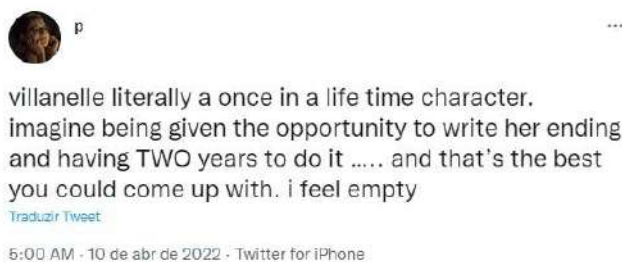 p
...
villanelle literally a once in a life time character.
imagine being given the opportunity to write her ending
and having TWO years to do it ..... and that's the best
you could come up with. i feel empty
Traduzir Tweet
5:00 AM · 10 de abr de 2022 · Twitter for iPhone